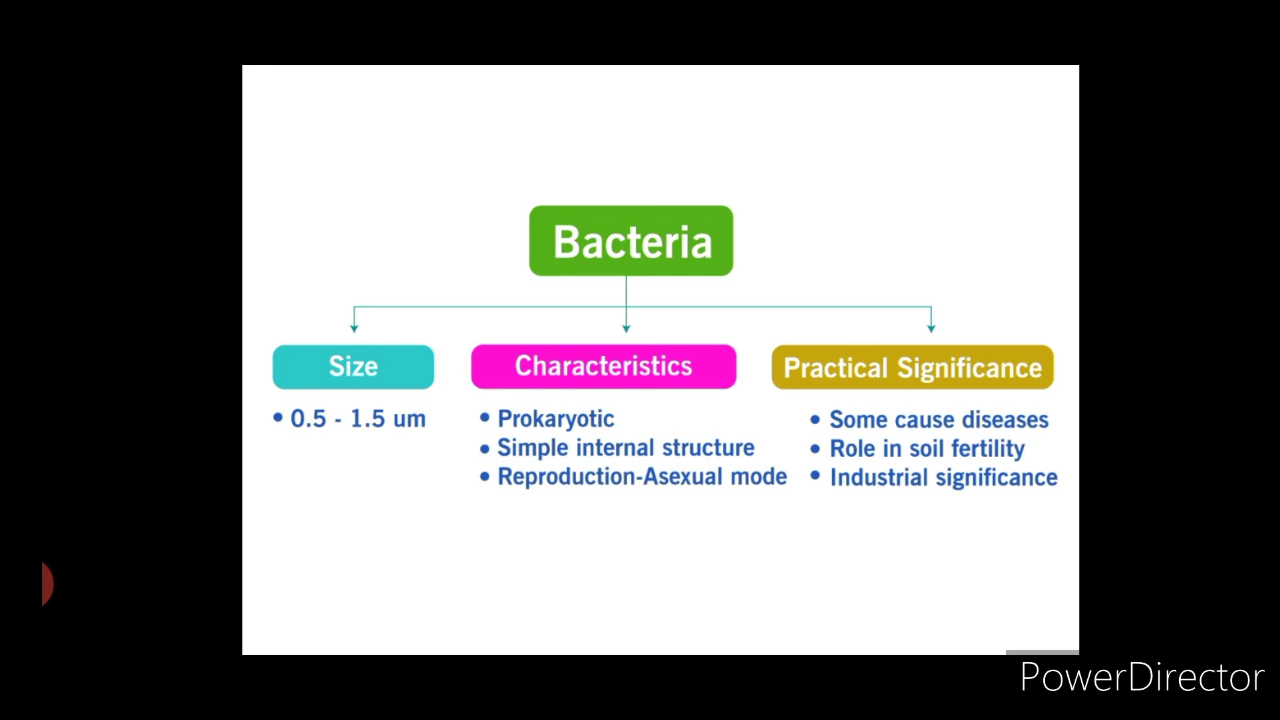 Bacteria
Size
• 0.5 - 1.5 um
Characteristics
• Prokaryotic
• Simple internal structure
• Reproduction-Asexual mode
Practical Significance
• Some cause diseases
• Role in soil fertility
• Industrial significance
PowerDirector